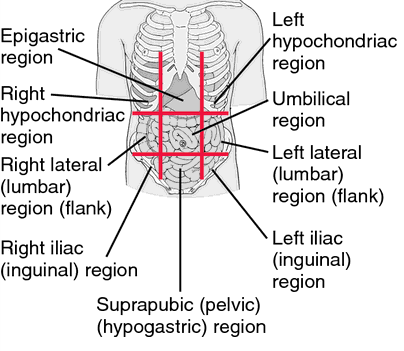 Epigastric
region
Right
hypochondriac
region
Right lateral
(lumbar)
region (flank)
Right iliac
(inguinal) region
Suprapubic (pelvic)
(hypogastric) region
Left
hypochondriac
region
Umbilical
region
Left lateral
(lumbar)
region (flank)
Left iliac
(inguinal)
region